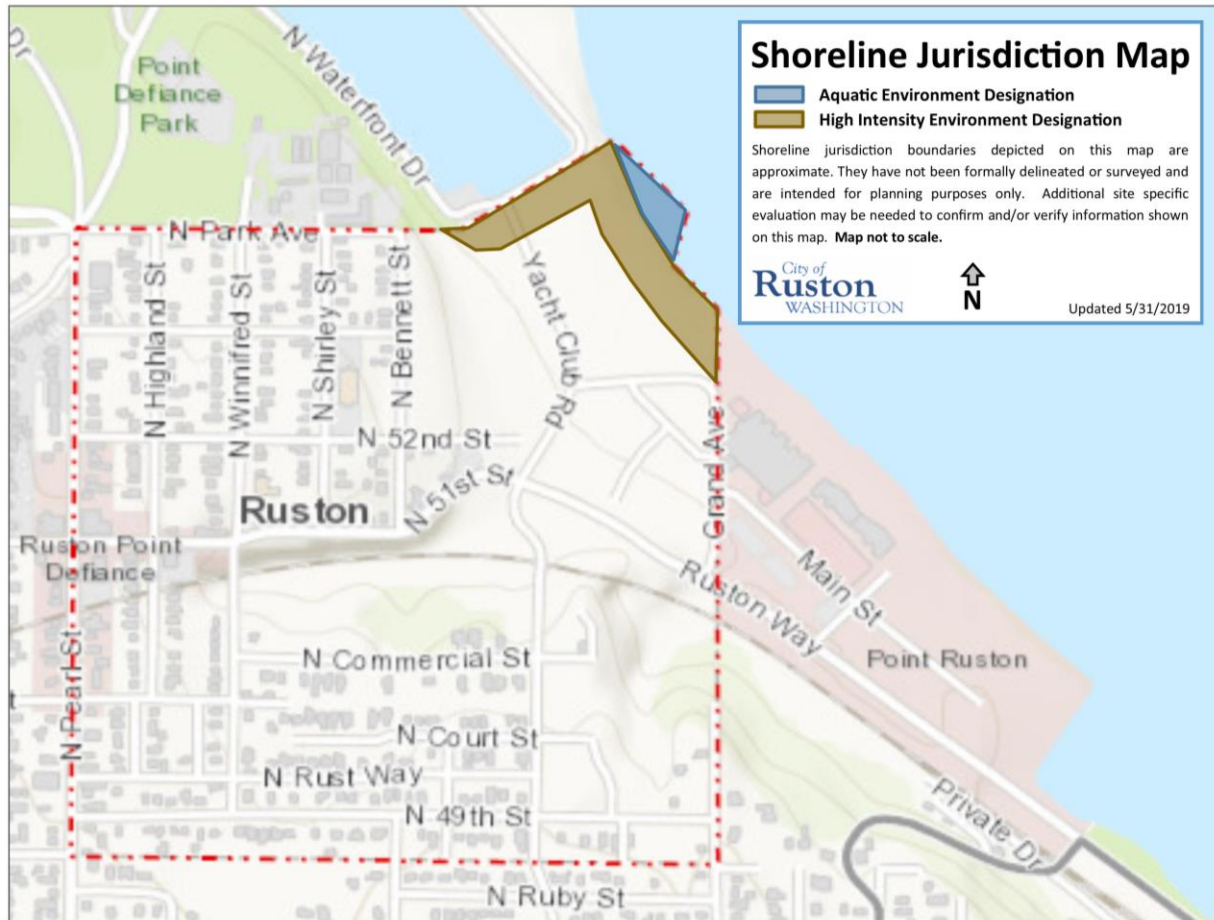 Shoreline Jurisdiction Map
Aquatic Environment Designation
High Intensity Environment Designation
Shoreline jurisdiction boundaries depicted on this map are
approximate. They have not been formally delineated or surveyed and
are intended for planning purposes only. Additional site specific
evaluation may be needed to confirm and/or verify information shown
on this map. Map not to scale.
City of
Ruston
WASHINGTON
N
Updated 5/31/2019
Dr
Point
Defiance
Park
N Waterfront Dr
N Park Ave
N Highland St
N Winnifred St
N Shirley St
N Bennett St
Yacht Club Rd
N 52nd St
N 51st St
Ruston
Ruston Point
Defiance
Grand Ave
Main St
Ruston Way
Point Ruston
N Commercial St
N Pearl St
t
N Court St
N Rust Way
N 49th St
Private Dr
N Ruby St